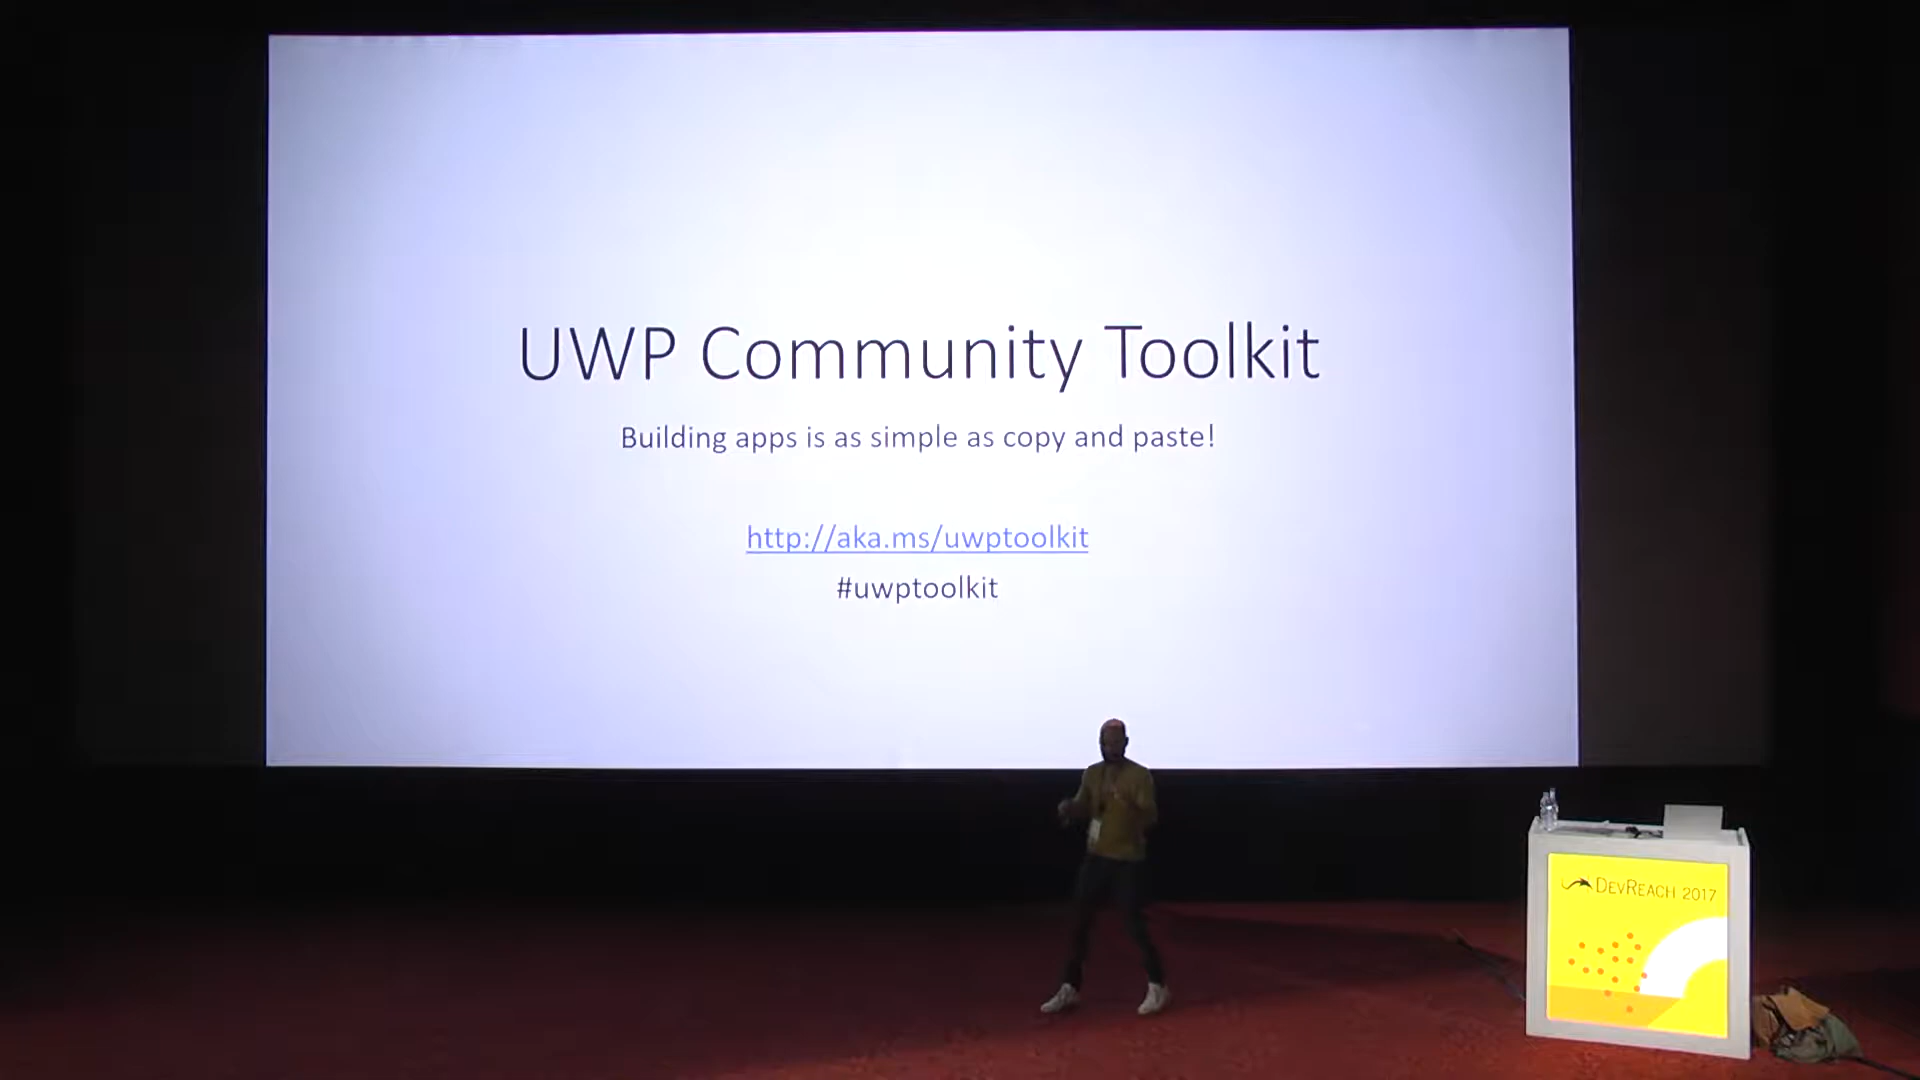 UWP Community Toolkit
Building apps is as simple as copy and paste!
http://aka.ms/uwptoolkit
#uwptoolkit
DEVREACH 2017